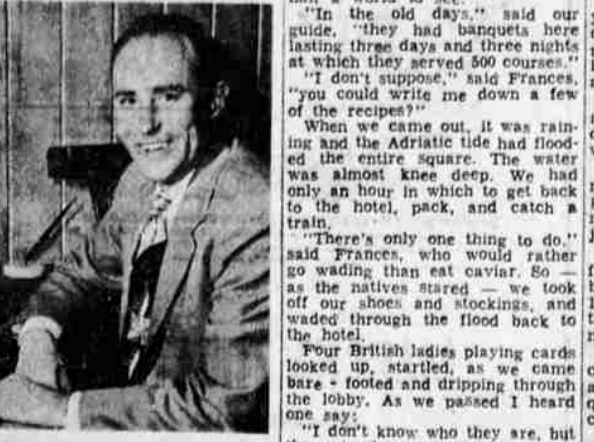 "In the old days," said our
guide, "they had banquets here
lasting three days and three nights
at which they served 500 courses."
"I don't suppose," said Frances,
"you could write me down a few
of the recipes?"
When we came out, it was rain-
ing and the Adriatic tide had flood-
ed the entire square. The water
was almost knee deep. We had
only an hour in which to get back
to the hotel, pack, and catch a
train.
"There's only one thing to do,"
said Frances, who would rather
go wading than eat caviar. So —
as the natives stared — we took
off our shoes and stockings, and
waded through the flood back to
the hotel.
Four British ladies playing cards
looked up, startled, as we came
bare - footed and dripping through
the lobby. As we passed I heard
one say:
"I don't know who they are, but